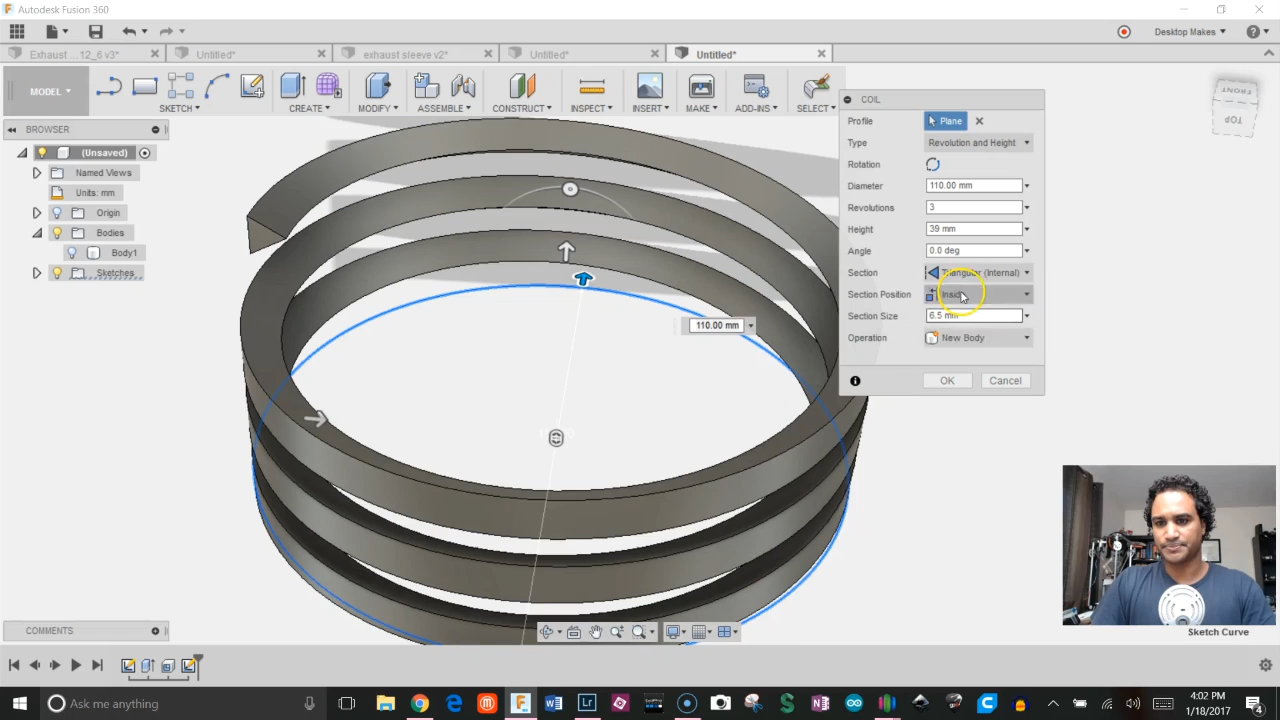 Autodesk Fusion 360
Desktop Makes
Exhaust ...12_6 v3*
Untitled*
exhaust sleeve v2*
Untitled*
Untitled*
MODEL
SKETCH
CREATE
MODIFY
ASSEMBLE
CONSTRUCT
INSPECT
INSERT
MAKE
ADD-INS
SELECT
BROWSER
(Unsaved)
Named Views
Units: mm
Origin
Bodies
Body1
Sketches
FRONT
TOP
COIL
Profile Plane
Type Revolution and Height
Rotation
Diameter 110.00 mm
Revolutions 3
Height 39 mm
Angle 0.0 deg
Section Triangular (Internal)
Section Position Inside
Section Size 6.5 mm
Operation New Body
OK Cancel
110.00 mm
COMMENTS
Sketch Curve
Ask me anything
4:02 PM
1/18/2017